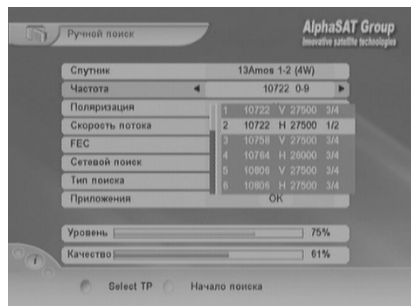 Ручной поиск
AlphaSAT Group
Innovative satellite technologies
Спутник 13Amos 1-2 (4W)
Частота 10722 0-9
Поляризация
Скорость потока
FEC
Сетевой поиск
Тип поиска
Приложения OK
1 10722 V 27500 3/4
2 10722 H 27500 1/2
3 10758 V 27500 3/4
4 10764 H 26000 3/4
5 10806 V 27500 3/4
6 10806 H 27500 3/4
Уровень 75%
Качество 61%
Select TP Начало поиска